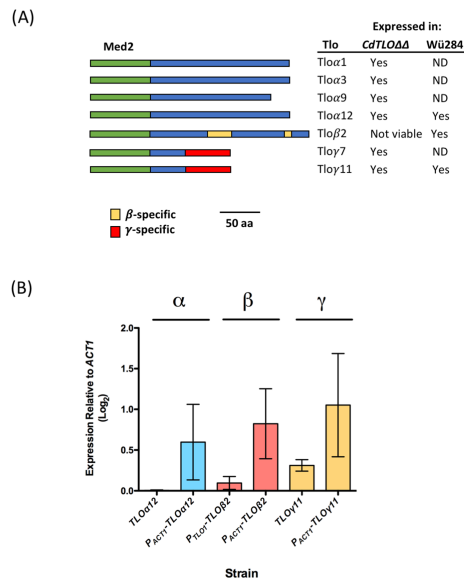 (A)
Expressed in:
Med2 Tlo CdTLOΔΔ Wü284
Tloα1 Yes ND
Tloα3 Yes ND
Tloα9 Yes ND
Tloα12 Yes Yes
Tloβ2 Not viable Yes
Tloγ7 Yes ND
Tloγ11 Yes Yes
β-specific
γ-specific
50 aa
(B)
α β γ
Expression Relative to ACT1
(Log2)
2.0
1.5
1.0
0.5
0.0
TLOα12
PACT1-TLOα12
PTLO1-TLOβ2
PACT1-TLOβ2
TLOγ11
PACT1-TLOγ11
Strain